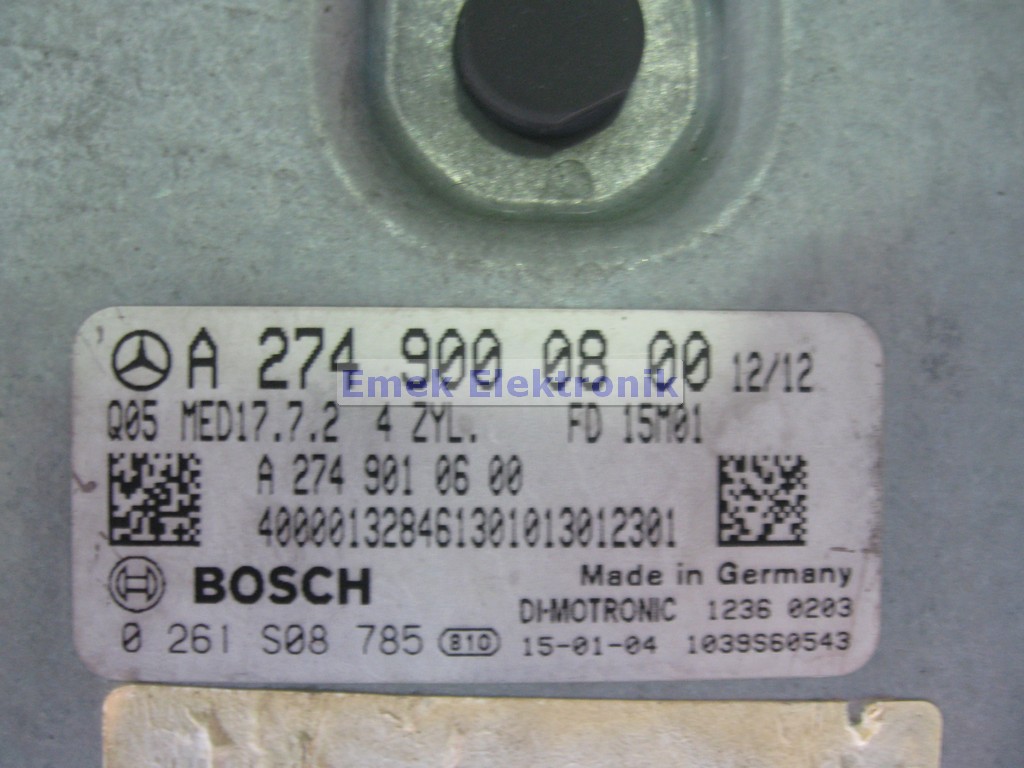 A 274 900 08 00 12/12
Emek Elektronik
Q05 MED17.7.2 4 ZYL. FD 15M01
A 274 901 06 00
400001328461301013012301
BOSCH Made in Germany
DI-MOTRONIC 1236 0203
0 261 S08 785 810 15-01-04 1039S60543